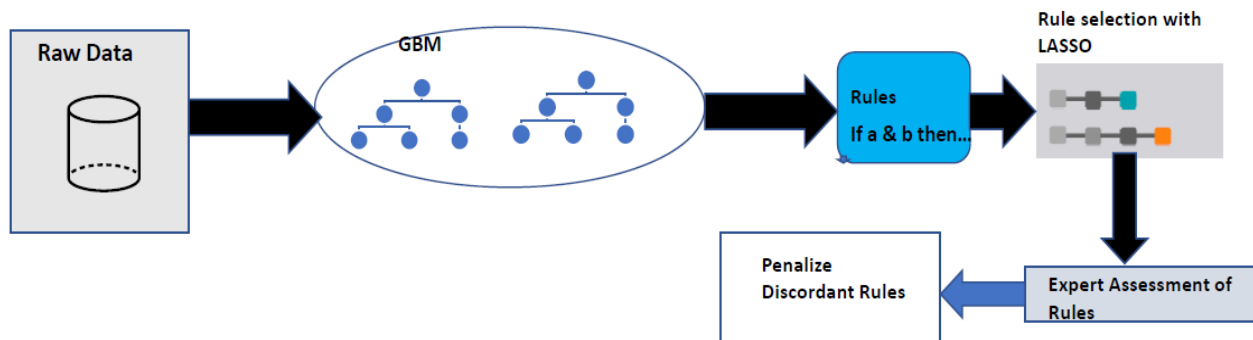 Raw Data
GBM
Rules
If a & b then...
Rule selection with
LASSO
Expert Assessment of
Rules
Penalize
Discordant Rules